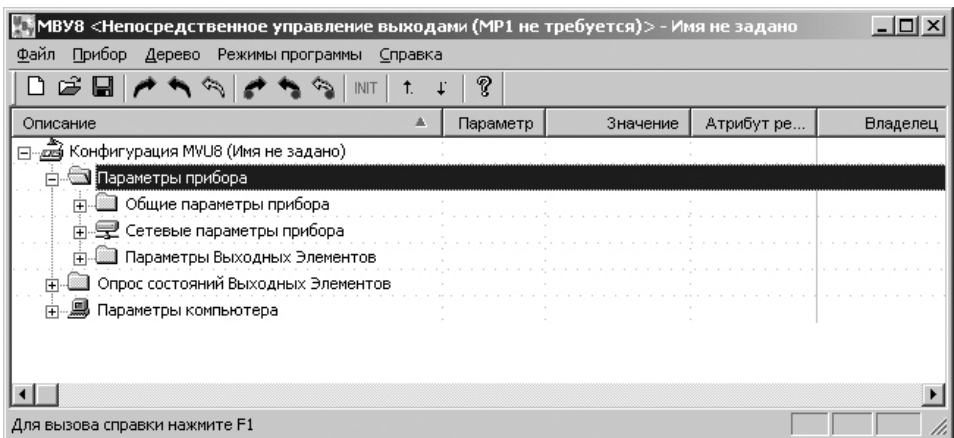 МВУ8 <Непосредственное управление выходами (МР1 не требуется)> - Имя не задано
Файл Прибор Дерево Режимы программы Справка
INIT
Описание Параметр Значение Атрибут ре... Владелец
Конфигурация MVU8 (Имя не задано)
Параметры прибора
Общие параметры прибора
Сетевые параметры прибора
Параметры Выходных Элементов
Опрос состояний Выходных Элементов
Параметры компьютера
Для вызова справки нажмите F1